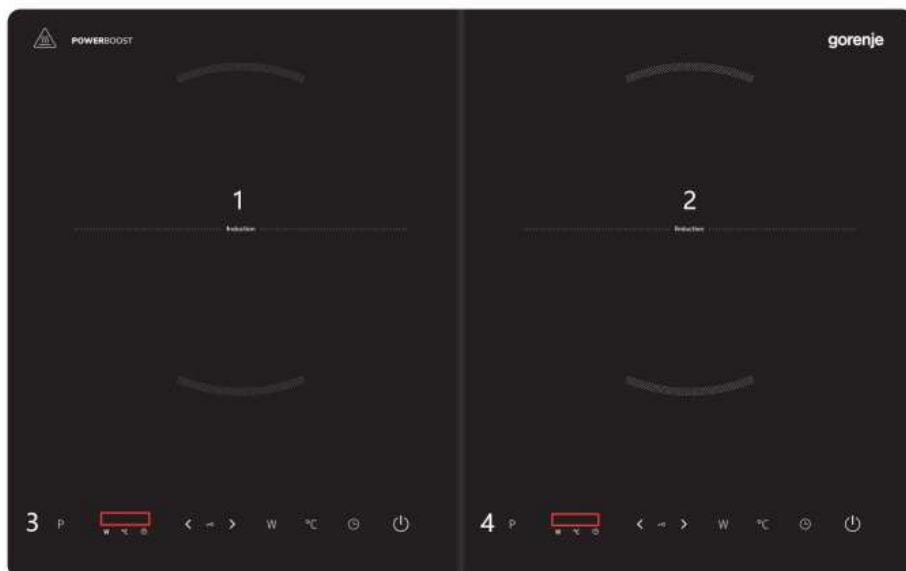 POWERBOOST
gorenje
1
2
Induction
Induction
3 P W °C < > W °C
4 P W °C < > W °C